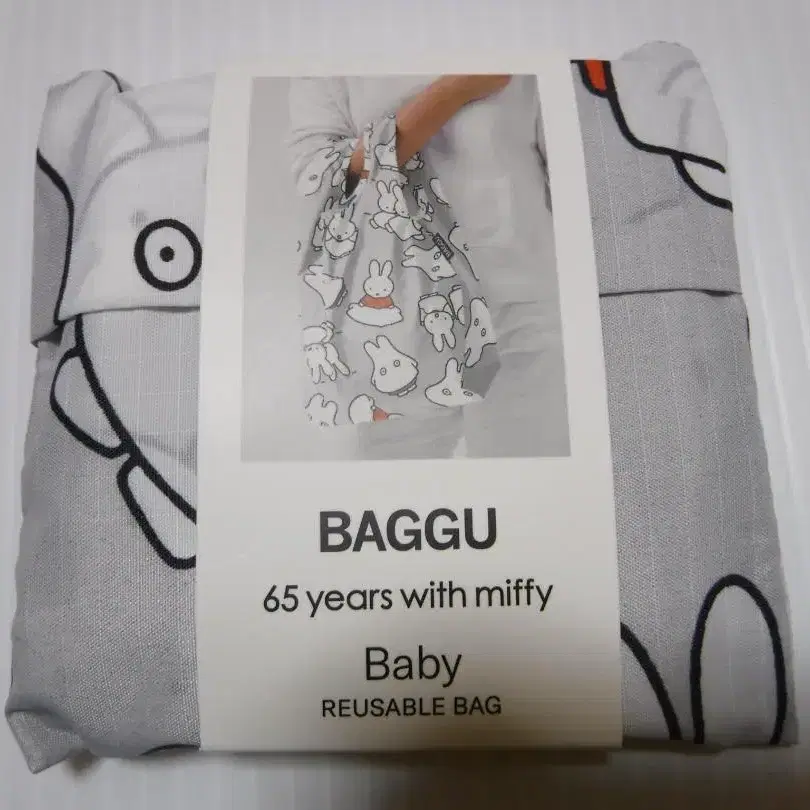 BAGGU
65 years with miffy
Baby
REUSABLE BAG